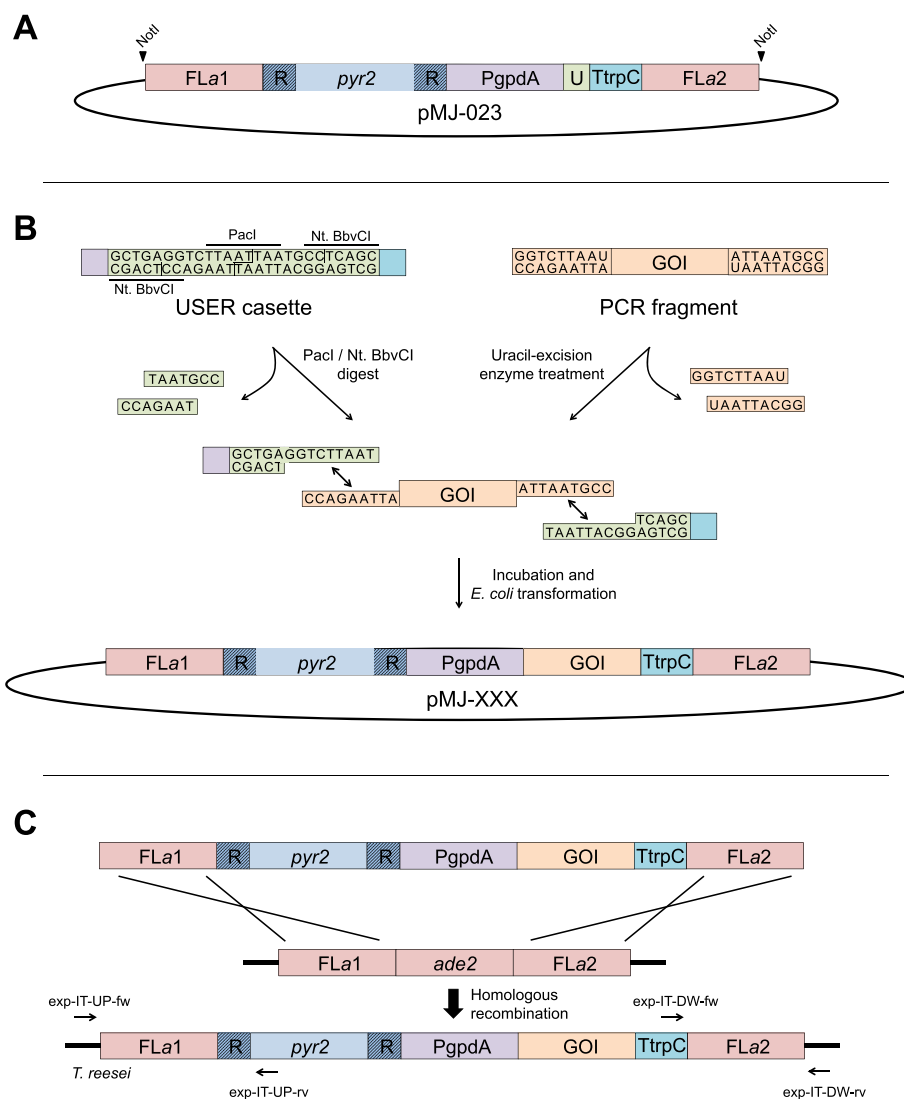 A
NotI NotI
FLa1 R pyr2 R PgpdA U TtrpC FLa2
pMJ-023
B
PacI Nt. BbvCI
GCTGAGGTCTTAATTAATGCCTCAGC
CGACTCCAGAATTAATTACGGAGTCG
Nt. BbvCI
USER casette
GGTCTTAAU GOI ATTAATGCC
CCAGAATTA UAATTACGG
PCR fragment
PacI / Nt. BbvCI
digest
Uracil-excision
enzyme treatment
TAATGCC
CCAGAAT
GGTCTTAAU
UAATTACGG
GCTGAGGTCTTAAT
CGACT
CCAGAATTA GOI ATTAATGCC
TCAGC
TAATTACGGAGTCG
Incubation and
E. coli transformation
FLa1 R pyr2 R PgpdA GOI TtrpC FLa2
pMJ-XXX
C
FLa1 R pyr2 R PgpdA GOI TtrpC FLa2
FLa1 ade2 FLa2
Homologous
recombination
exp-IT-UP-fw exp-IT-DW-fw
FLa1 R pyr2 R PgpdA GOI TtrpC FLa2
T. reesei
exp-IT-UP-rv exp-IT-DW-rv